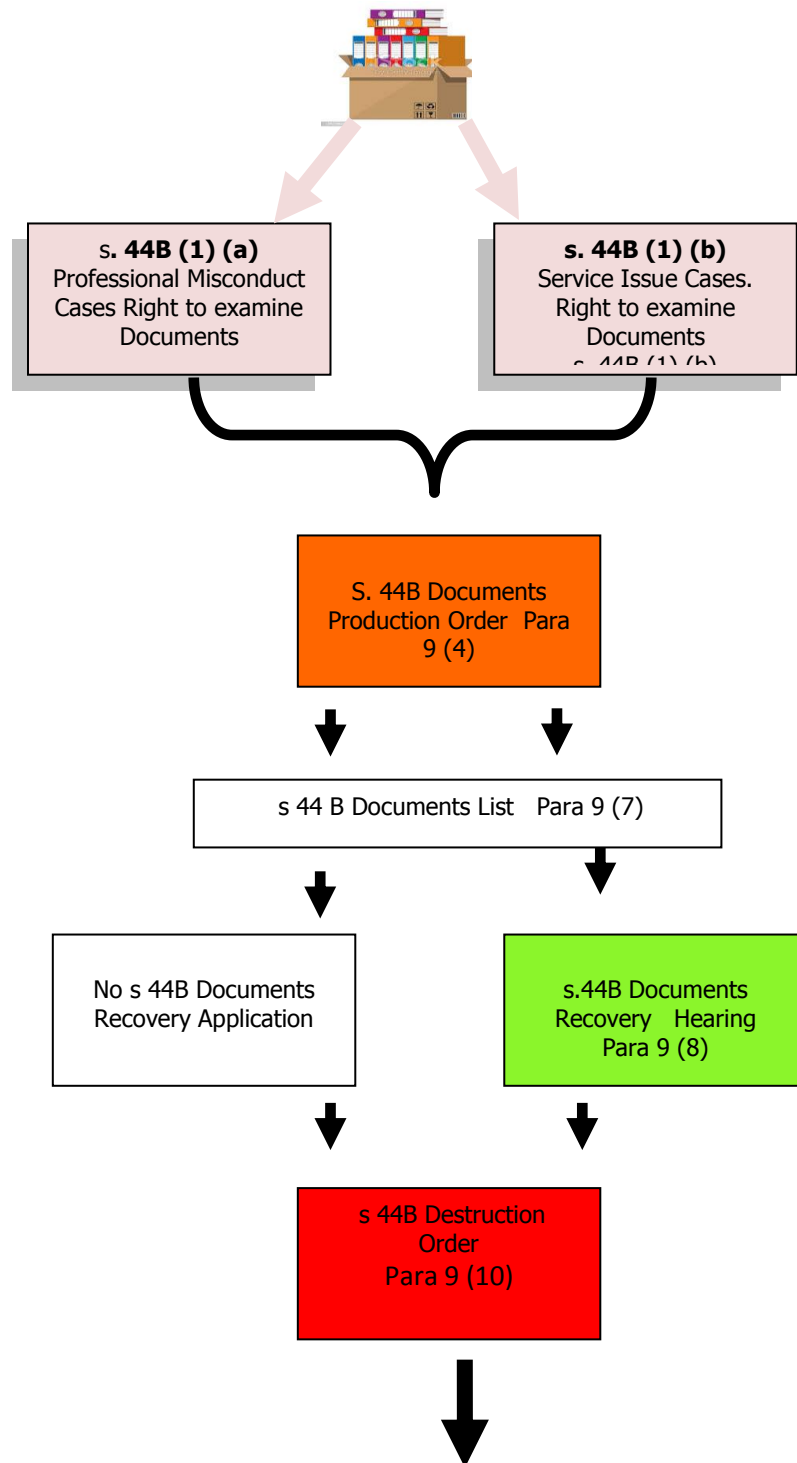 s. 44B (1) (a)
Professional Misconduct
Cases Right to examine
Documents
s. 44B (1) (b)
Service Issue Cases.
Right to examine
Documents
s. 44B (1) (b)
S. 44B Documents
Production Order Para
9 (4)
s 44 B Documents List Para 9 (7)
No s 44B Documents
Recovery Application
s.44B Documents
Recovery Hearing
Para 9 (8)
s 44B Destruction
Order
Para 9 (10)